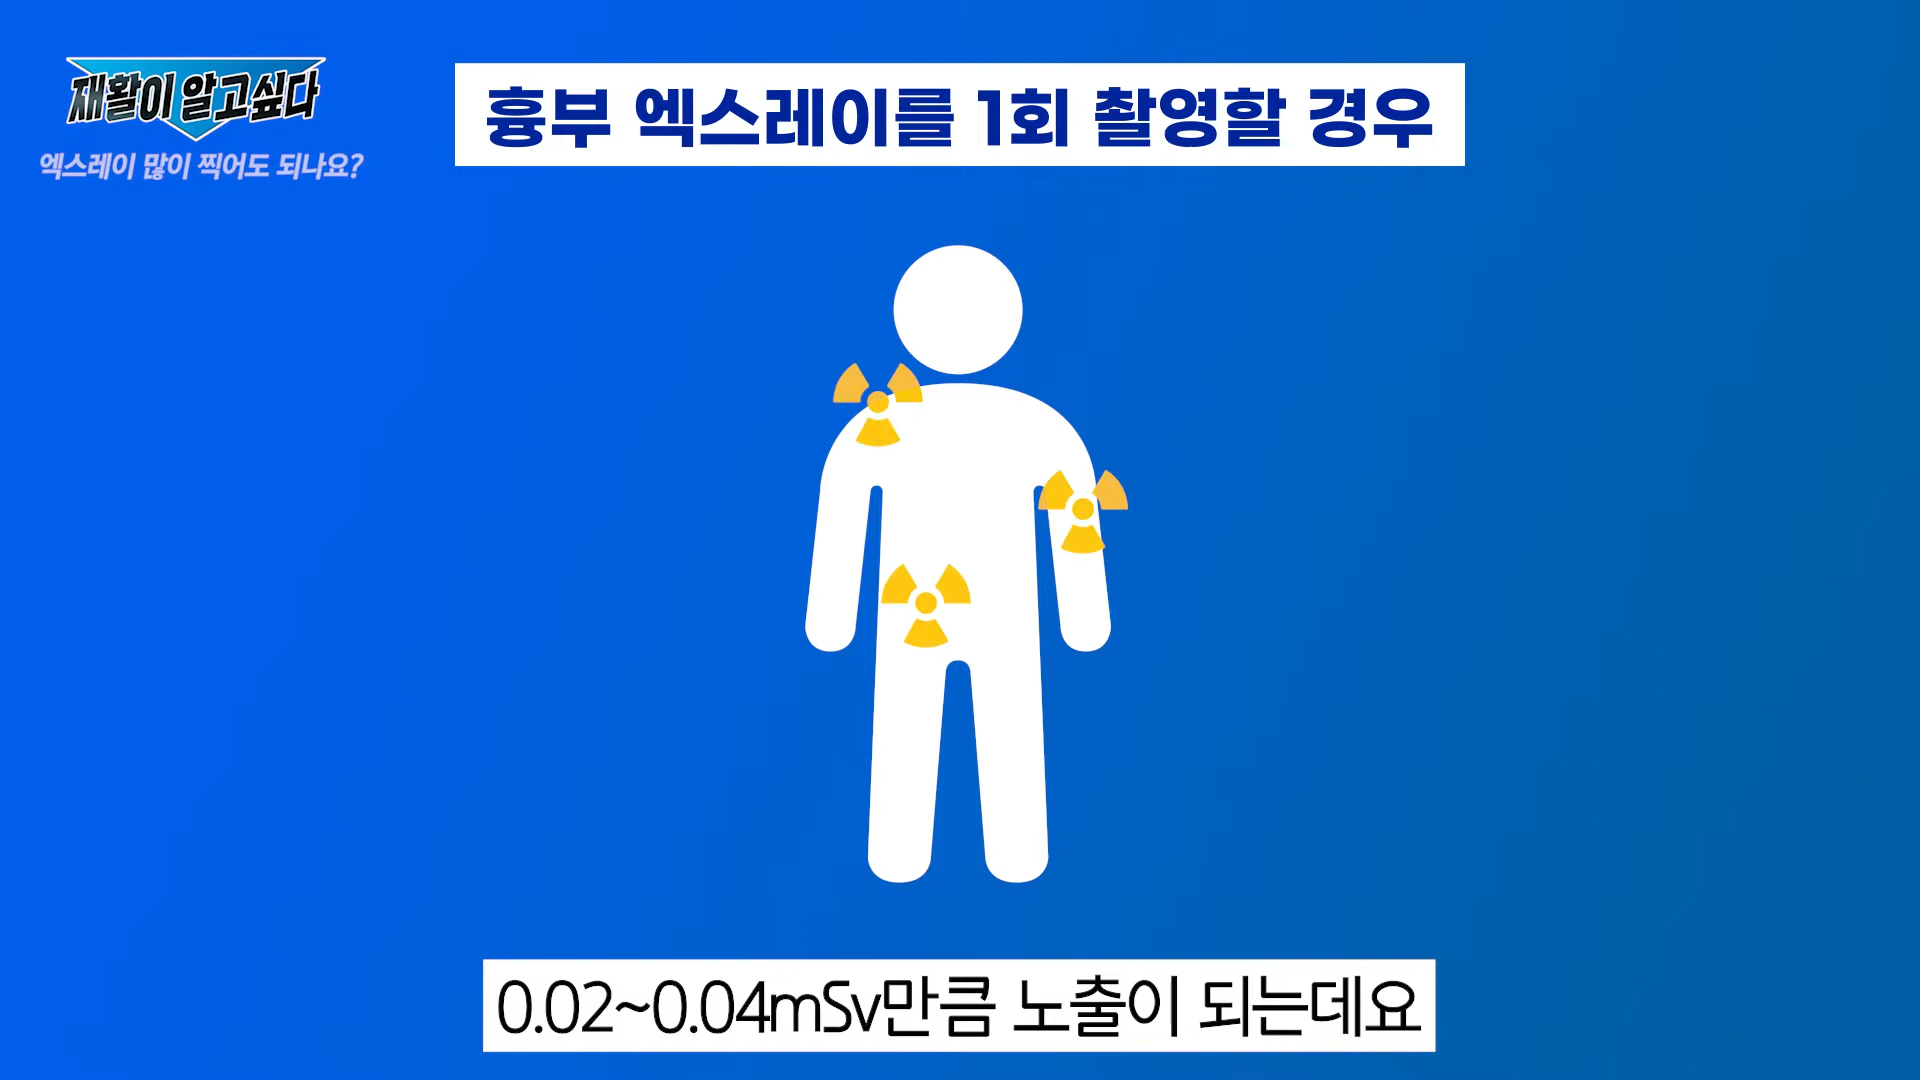 재활이 알고싶다
엑스레이 많이 찍어도 되나요?
흉부 엑스레이를 1회 촬영할 경우
0.02~0.04mSv만큼 노출이 되는데요